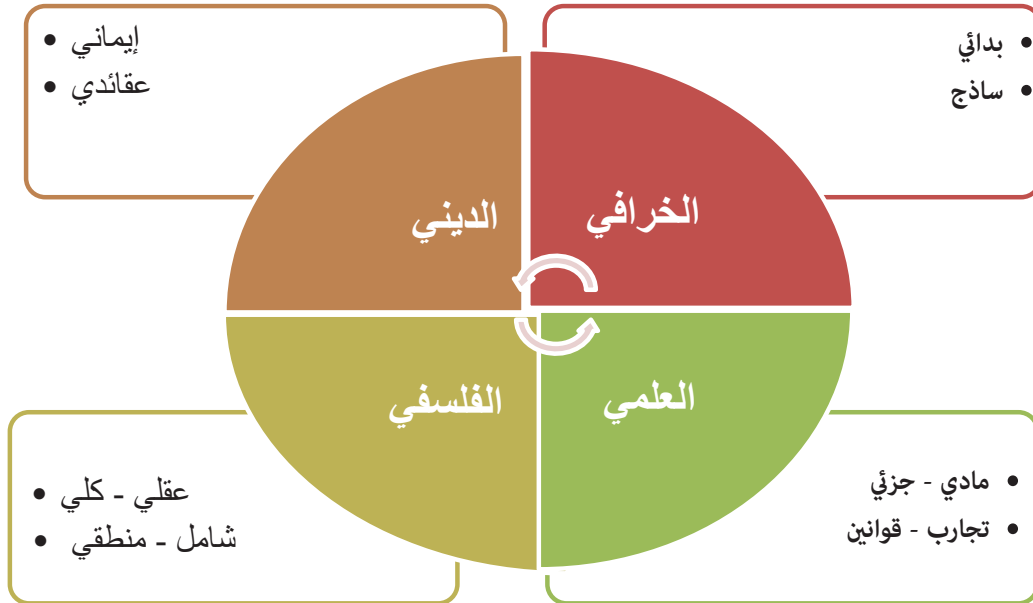 بدائي
ساذج
إيماني
عقائدي
الخرافي
الديني
العلمي
الفلسفي
مادي - جزئي
تجارب - قوانين
عقلي - كلي
شامل - منطقي